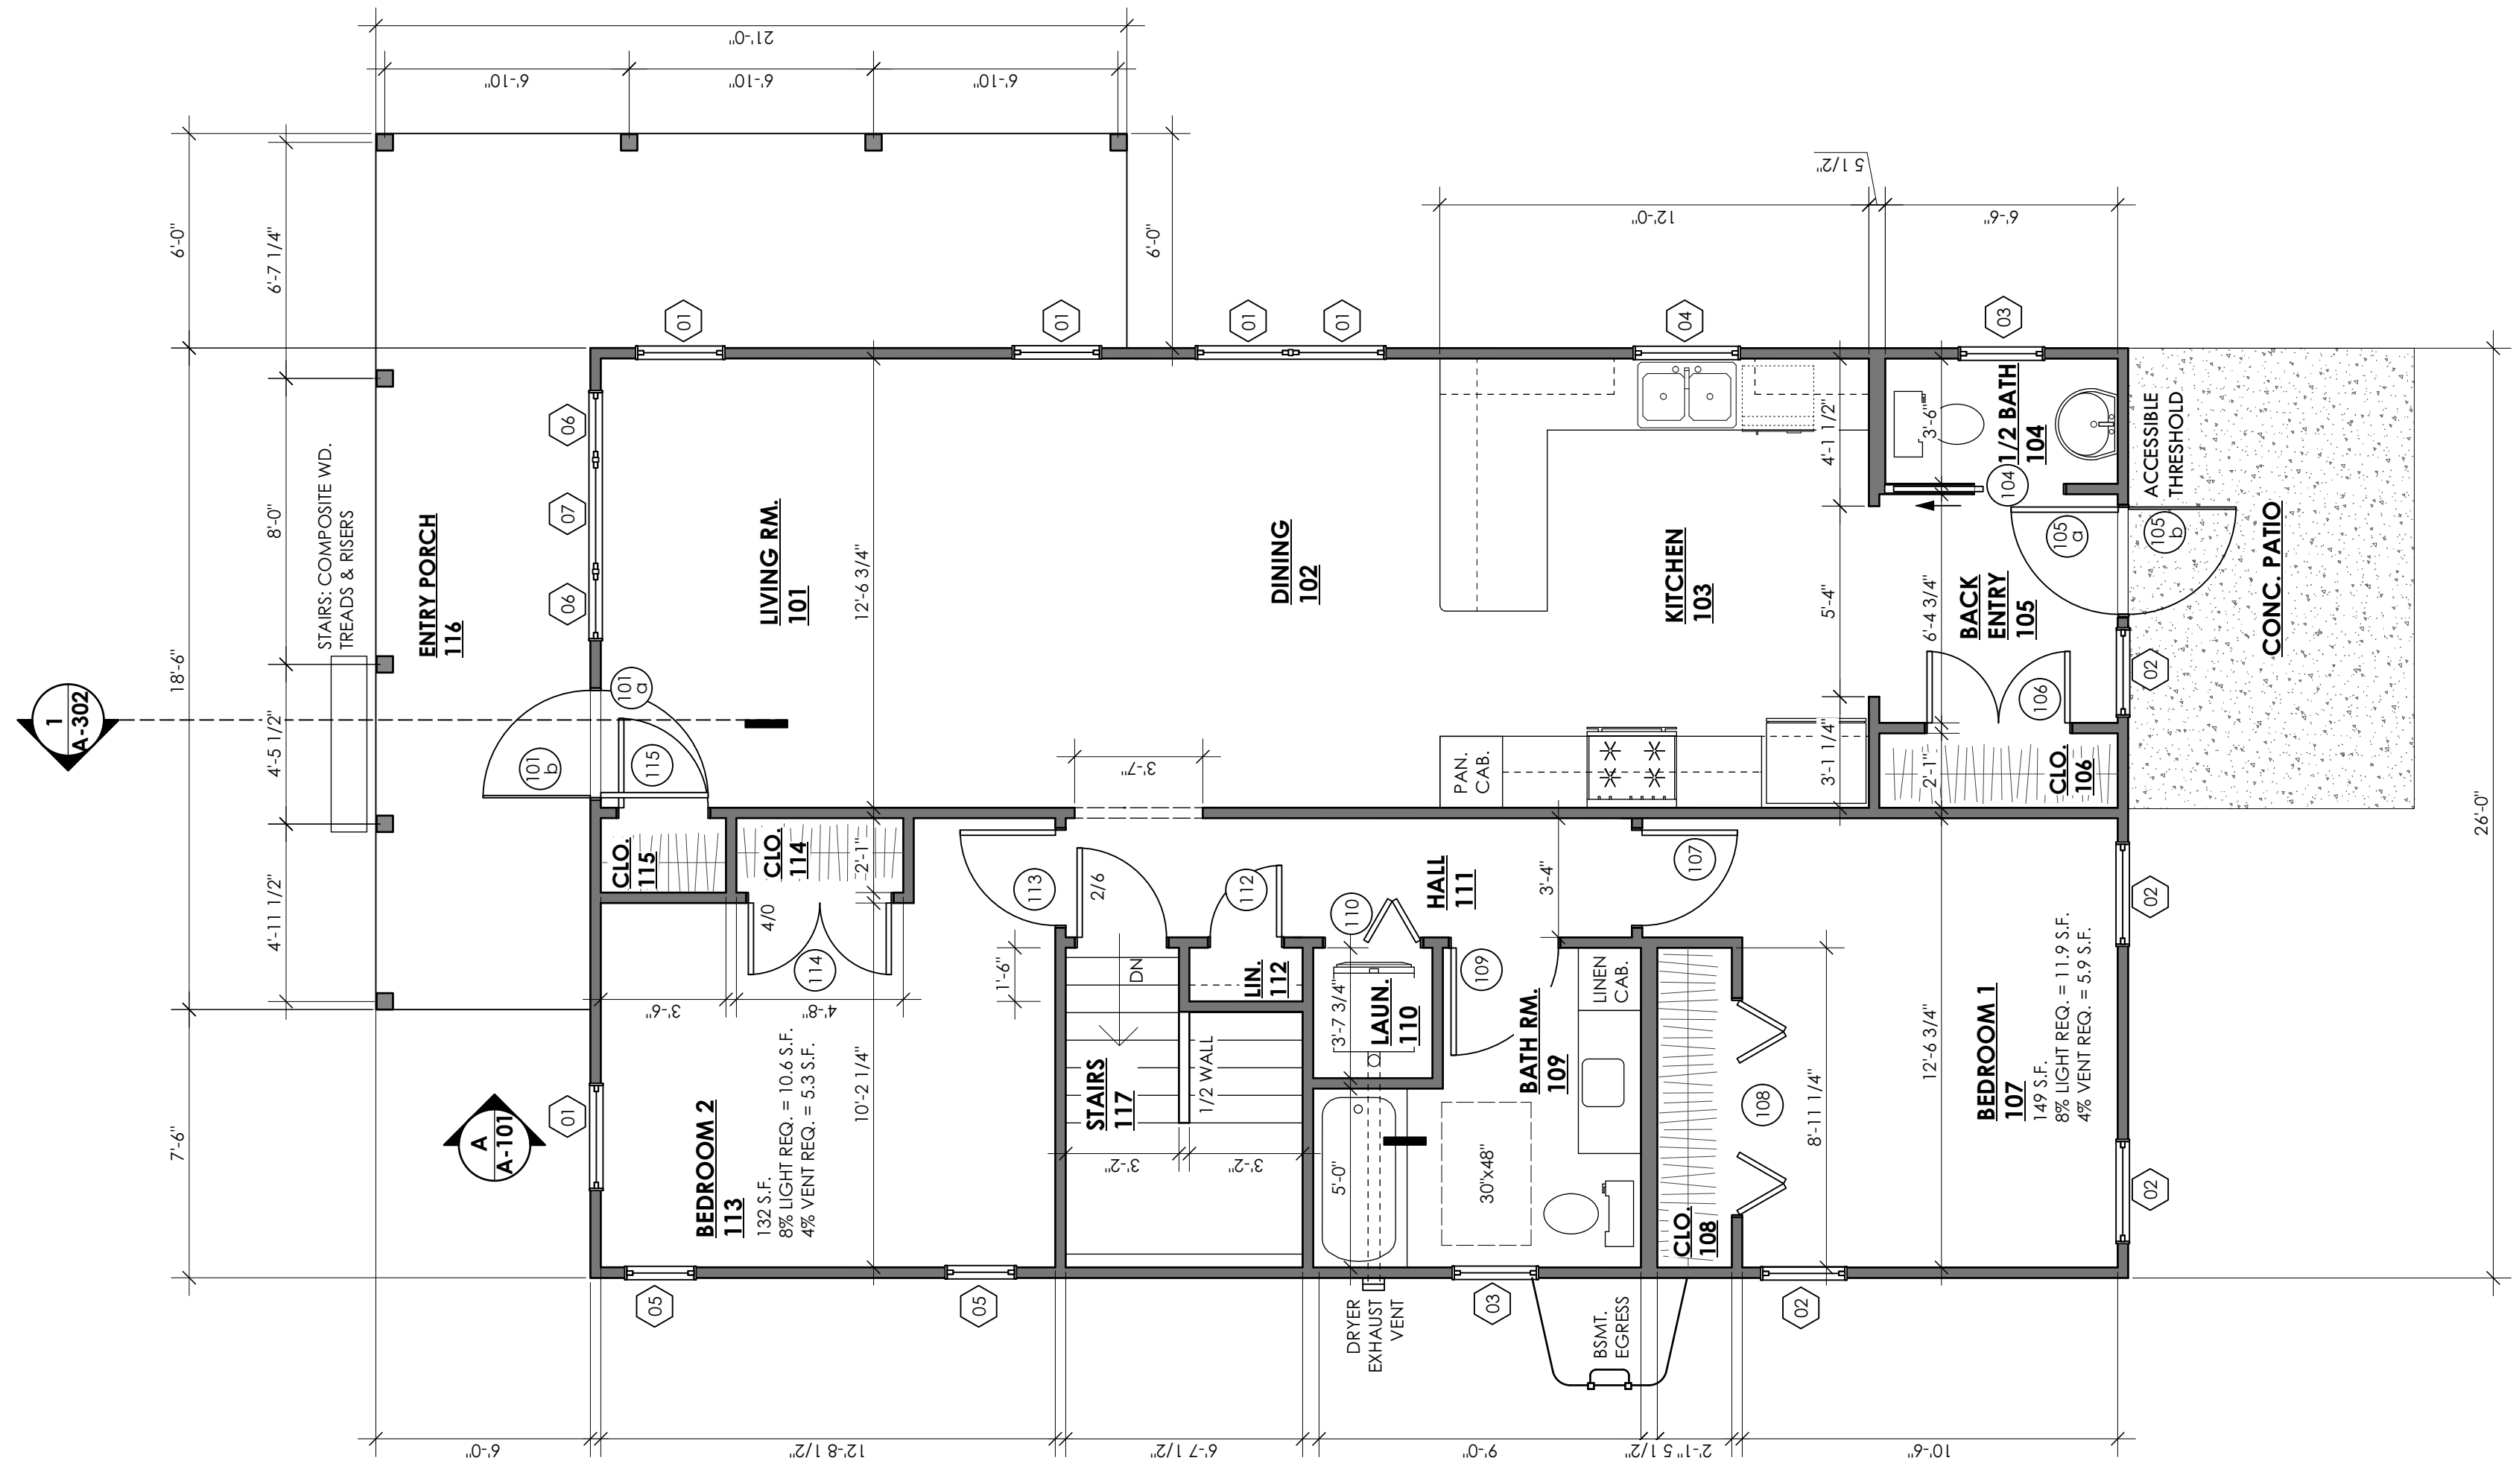 1
A-302
A
A-101
21'-0"
6'-10"
6'-10"
6'-10"
6'-0"
18'-6"
7'-6"
6'-7 1/4"
8'-0"
4'-5 1/2"
4'-11 1/2"
STAIRS: COMPOSITE WD.
TREADS & RISERS
ENTRY PORCH
116
6'-0"
01
01
01
01
04
03
12'-0"
5 1/2"
6'-6"
06
07
06
01
LIVING RM.
101
12'-6 3/4"
101
a
101
b
115
CLO.
115
CLO.
114
2'-1"
4/0
114
3'-6"
4'-8"
BEDROOM 2
113
132 S.F.
8% LIGHT REQ. = 10.6 S.F.
4% VENT REQ. = 5.3 S.F.
10'-2 1/4"
05
05
DINING
102
3'-7"
113
2/6
112
1'-6"
DN
LIN.
112
STAIRS
117
1/2 WALL
3'-2"
3'-2"
110
HALL
111
3'-4"
107
3'-7 3/4"
LAUN.
110
109
BATH RM.
109
LINEN
CAB.
5'-0"
30"x48"
DRYER
EXHAUST
VENT
03
BSMT.
EGRESS
KITCHEN
103
PAN.
CAB.
4'-1 1/2"
5'-4"
3'-1 1/4"
3'-6"
1/2 BATH
104
104
ACCESSIBLE
THRESHOLD
105
a
105
b
6'-4 3/4"
BACK
ENTRY
105
106
2'-1"
CLO.
106
CONC. PATIO
02
02
02
02
CLO.
108
108
8'-11 1/4"
12'-6 3/4"
BEDROOM 1
107
149 S.F.
8% LIGHT REQ. = 11.9 S.F.
4% VENT REQ. = 5.9 S.F.
26'-0"
6'-0"
12'-8 1/2"
6'-7 1/2"
9'-0"
5 1/2"
2'-1"
10'-6"